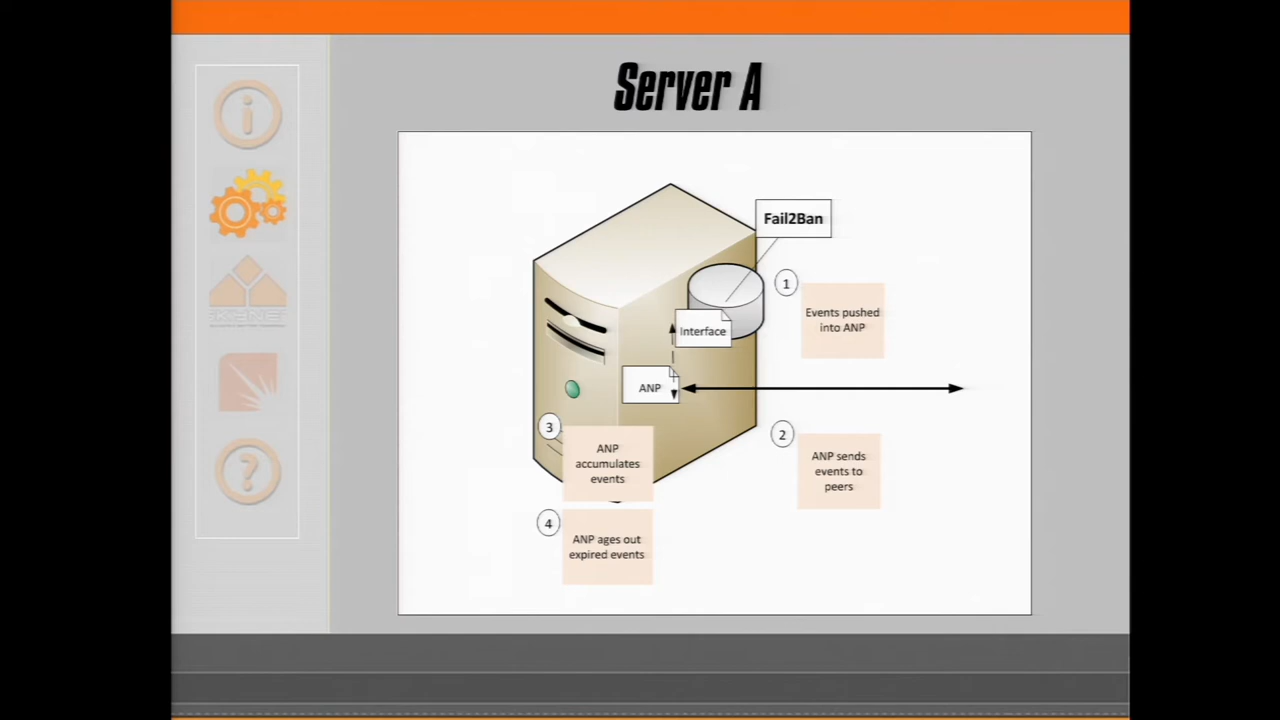 Server A
Fail2Ban
1
Events pushed
into ANP
Interface
ANP
2
ANP sends
events to
peers
3
ANP
accumulates
events
4
ANP ages out
expired events